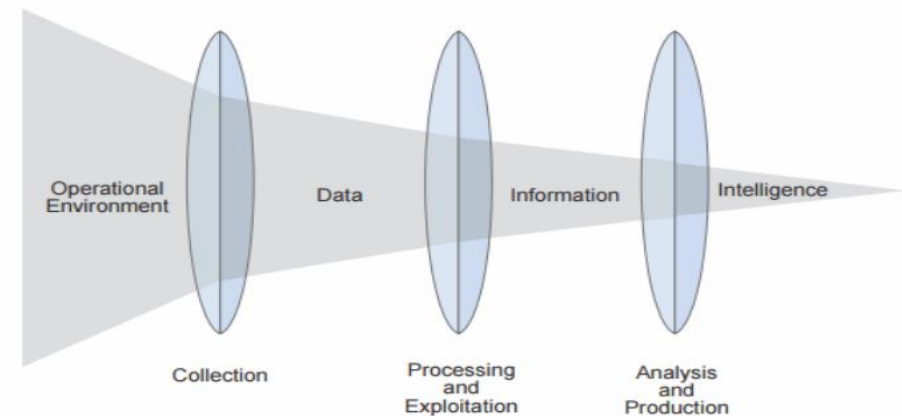 Operational
Environment
Data
Information
Intelligence
Collection
Processing
and
Exploitation
Analysis
and
Production